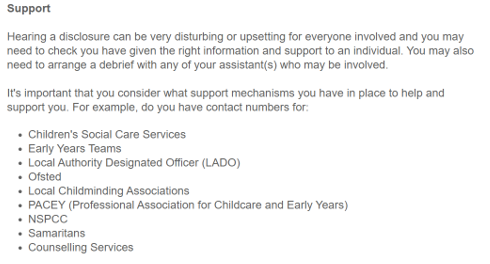 Support
Hearing a disclosure can be very disturbing or upsetting for everyone involved and you may
need to check you have given the right information and support to an individual. You may also
need to arrange a debrief with any of your assistant(s) who may be involved.
It's important that you consider what support mechanisms you have in place to help and
support you. For example, do you have contact numbers for:
• Children's Social Care Services
• Early Years Teams
• Local Authority Designated Officer (LADO)
• Ofsted
• Local Childminding Associations
• PACEY (Professional Association for Childcare and Early Years)
• NSPCC
• Samaritans
• Counselling Services